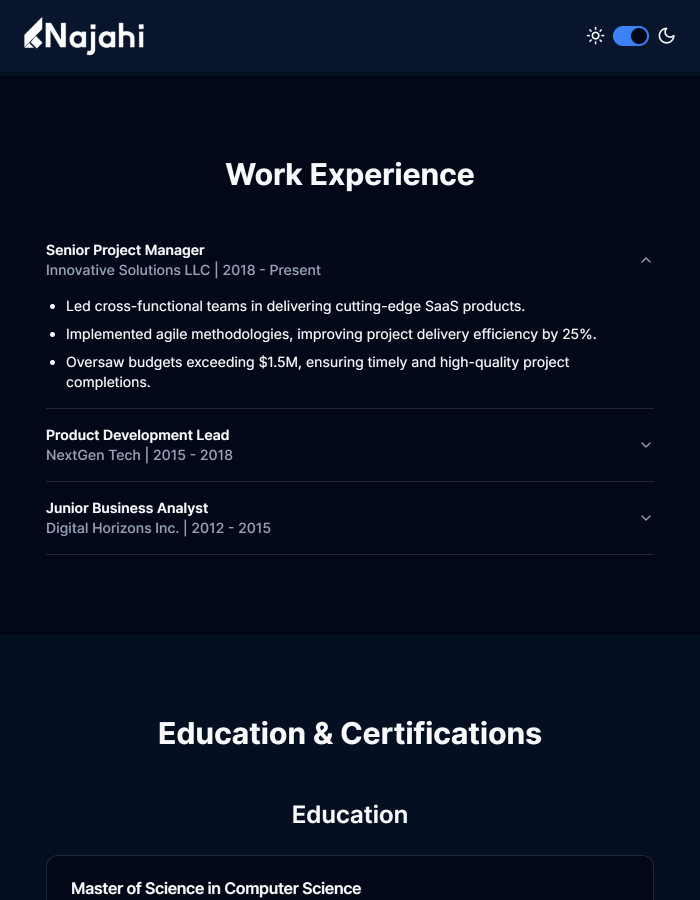 Najahi
Work Experience
Senior Project Manager
Innovative Solutions LLC | 2018 - Present
• Led cross-functional teams in delivering cutting-edge SaaS products.
• Implemented agile methodologies, improving project delivery efficiency by 25%.
• Oversaw budgets exceeding $1.5M, ensuring timely and high-quality project
completions.
Product Development Lead
NextGen Tech | 2015 - 2018
Junior Business Analyst
Digital Horizons Inc. | 2012 - 2015
Education & Certifications
Education
Master of Science in Computer Science